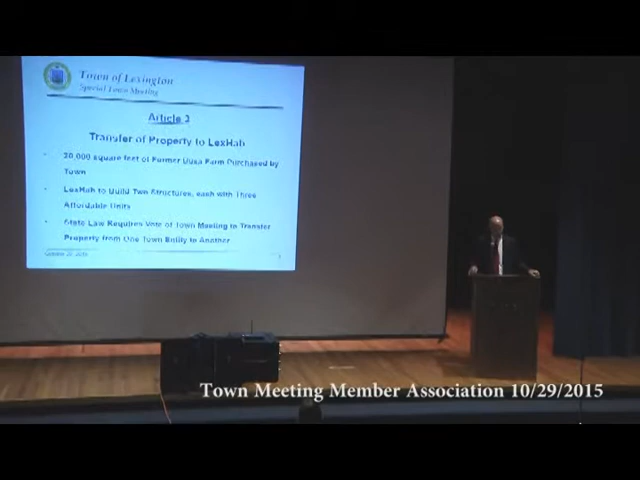 Town of Lexington
Special Town Meeting
Article 2
Transfer of Property to LexHab
20,000 square feet of Former Busa Farm Purchased by
Town
LexHab to Build Two Structures, each with Three
Affordable Units
State Law Requires Vote of Town Meeting to Transfer
Property from One Town Entity to Another
Town Meeting Member Association 10/29/2015